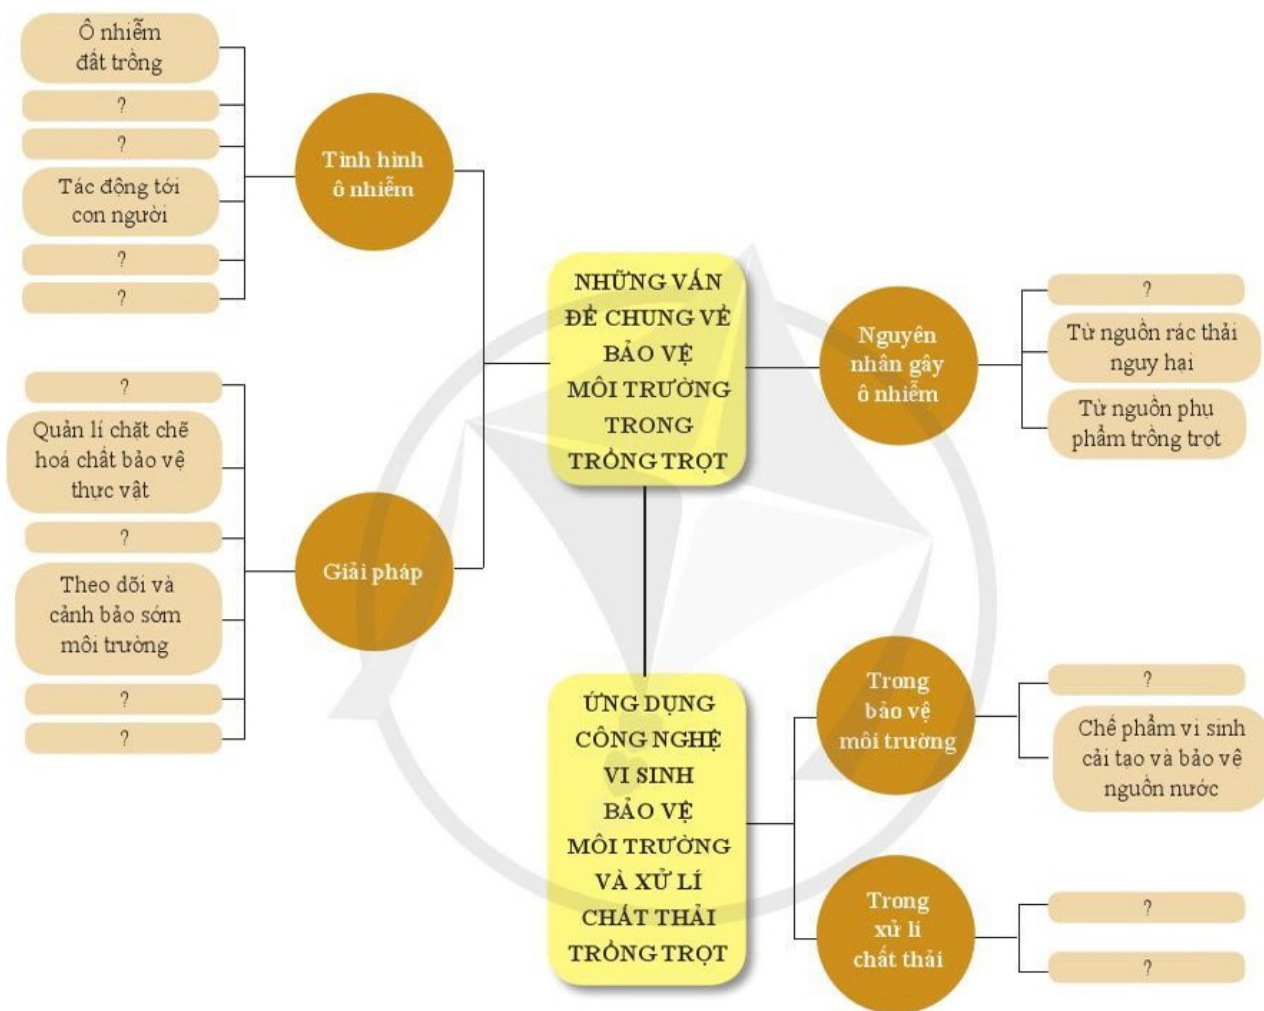 Ô nhiễm
đất trồng
?
?
Tác động tới
con người
?
?
Tình hình
ô nhiễm
?
Quản lí chặt chẽ
hoá chất bảo vệ
thực vật
?
Theo dõi và
cảnh bảo sớm
môi trường
?
?
Giải pháp
NHỮNG VẤN
ĐỀ CHUNG VỀ
BẢO VỆ
MÔI TRƯỜNG
TRONG
TRỒNG TRỌT
Nguyên
nhân gây
ô nhiễm
?
Từ nguồn rác thải
nguy hại
Từ nguồn phụ
phẩm trồng trọt
ỨNG DỤNG
CÔNG NGHỆ
VI SINH
BẢO VỆ
MÔI TRƯỜNG
VÀ XỬ LÍ
CHẤT THẢI
TRỒNG TRỌT
Trong
bảo vệ
môi trường
?
Chế phẩm vi sinh
cải tạo và bảo vệ
nguồn nước
Trong
xử lí
chất thải
?
?